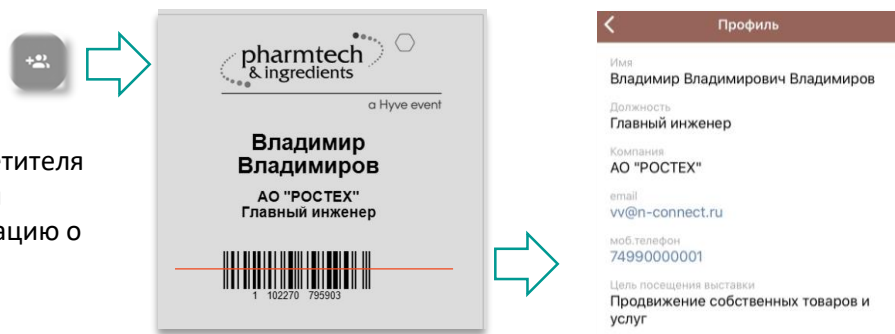 етителя
ацию о
pharmtech
& ingredients
a Hyve event
Владимир
Владимиров
АО "РОСТЕХ"
Главный инженер
1 102270 795903
Профиль
Имя
Владимир Владимирович Владимиров
Должность
Главный инженер
Компания
АО "РОСТЕХ"
email
vv@n-connect.ru
моб.телефон
74990000001
Цель посещения выставки
Продвижение собственных товаров и
услуг